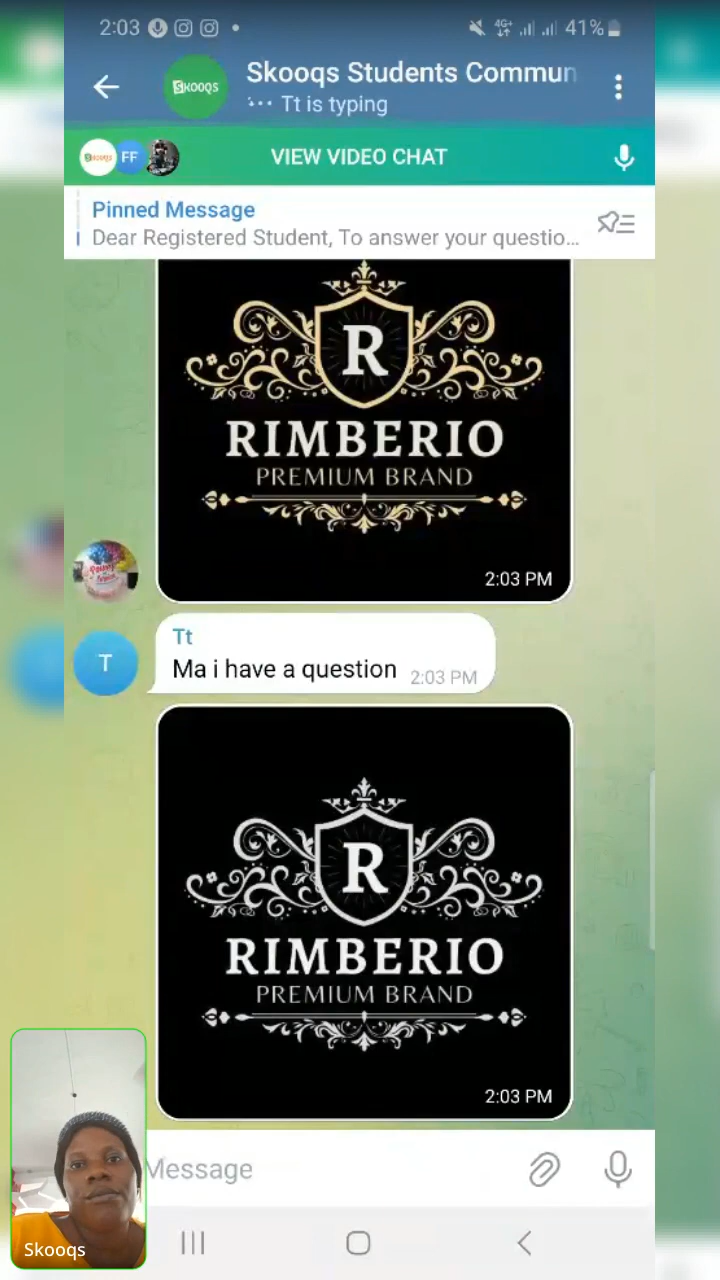 2:03
4G+
41%
SKOOQS
Skooqs Students Commun
Tt is typing
FF
VIEW VIDEO CHAT
Pinned Message
Dear Registered Student, To answer your questio...
R
RIMBERIO
PREMIUM BRAND
2:03 PM
Tt
T
Ma i have a question
2:03 PM
R
RIMBERIO
PREMIUM BRAND
2:03 PM
Message
Skooqs